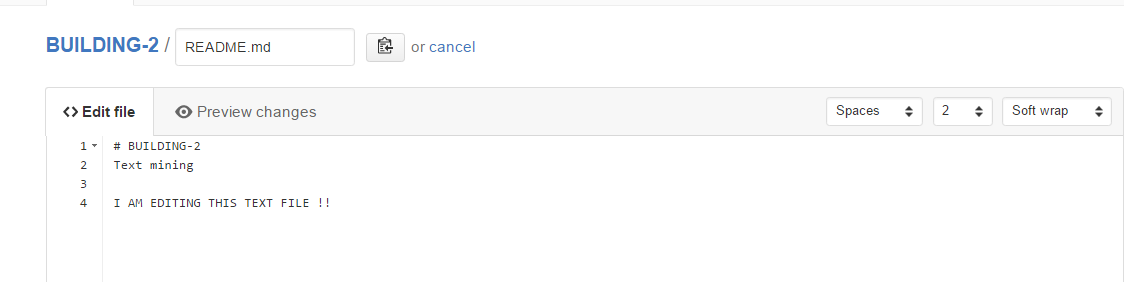 BUILDING-2 / README.md or cancel
<> Edit file Preview changes Spaces 2 Soft wrap
1 # BUILDING-2
2 Text mining
3
4 I AM EDITING THIS TEXT FILE !!